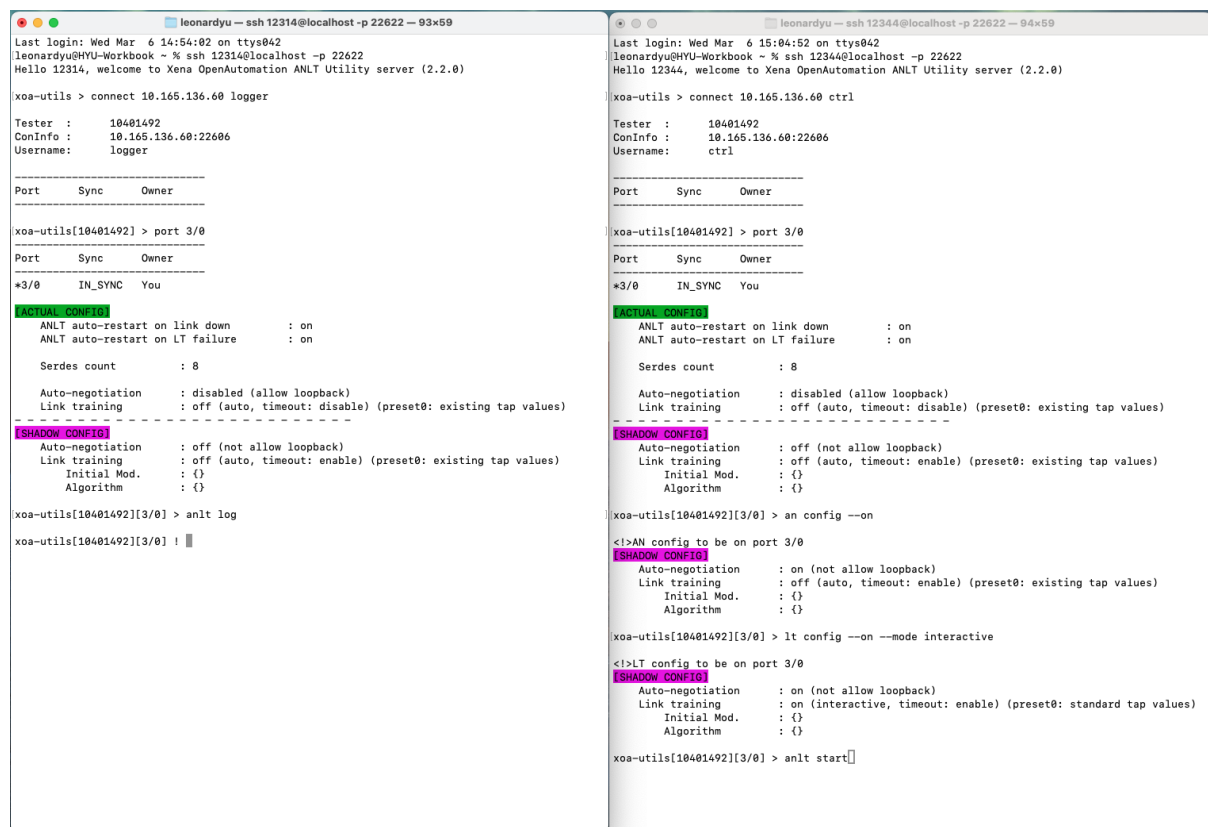 leonardyu — ssh 12314@localhost -p 22622 — 93×59
Last login: Wed Mar  6 14:54:02 on ttys042
[leonardyu@HYU-Workbook ~ % ssh 12314@localhost -p 22622
Hello 12314, welcome to Xena OpenAutomation ANLT Utility server (2.2.0)
[xoa-utils > connect 10.165.136.60 logger
Tester  :      10401492
ConInfo :      10.165.136.60:22606
Username:      logger
------------------------------
Port      Sync      Owner
------------------------------
[xoa-utils[10401492] > port 3/0
------------------------------
Port      Sync      Owner
------------------------------
*3/0      IN_SYNC   You
[ACTUAL CONFIG]
ANLT auto-restart on link down         : on
ANLT auto-restart on LT failure        : on
Serdes count          : 8
Auto-negotiation      : disabled (allow loopback)
Link training         : off (auto, timeout: disable) (preset0: existing tap values)
- - - - - - - - - - - - - - - - - - - - - - - - - - -
[SHADOW CONFIG]
Auto-negotiation      : off (not allow loopback)
Link training         : off (auto, timeout: enable) (preset0: existing tap values)
Initial Mod.      : {}
Algorithm         : {}
[xoa-utils[10401492][3/0] > anlt log
xoa-utils[10401492][3/0] !
leonardyu — ssh 12344@localhost -p 22622 — 94×59
Last login: Wed Mar  6 15:04:52 on ttys042
[leonardyu@HYU-Workbook ~ % ssh 12344@localhost -p 22622
Hello 12344, welcome to Xena OpenAutomation ANLT Utility server (2.2.0)
[xoa-utils > connect 10.165.136.60 ctrl
Tester  :      10401492
ConInfo :      10.165.136.60:22606
Username:      ctrl
------------------------------
Port      Sync      Owner
------------------------------
[xoa-utils[10401492] > port 3/0
------------------------------
Port      Sync      Owner
------------------------------
*3/0      IN_SYNC   You
[ACTUAL CONFIG]
ANLT auto-restart on link down         : on
ANLT auto-restart on LT failure        : on
Serdes count          : 8
Auto-negotiation      : disabled (allow loopback)
Link training         : off (auto, timeout: disable) (preset0: existing tap values)
- - - - - - - - - - - - - - - - - - - - - - - - - - -
[SHADOW CONFIG]
Auto-negotiation      : off (not allow loopback)
Link training         : off (auto, timeout: enable) (preset0: existing tap values)
Initial Mod.      : {}
Algorithm         : {}
[xoa-utils[10401492][3/0] > an config --on
<!>AN config to be on port 3/0
[SHADOW CONFIG]
Auto-negotiation      : on (not allow loopback)
Link training         : off (auto, timeout: enable) (preset0: existing tap values)
Initial Mod.      : {}
Algorithm         : {}
[xoa-utils[10401492][3/0] > lt config --on --mode interactive
<!>LT config to be on port 3/0
[SHADOW CONFIG]
Auto-negotiation      : on (not allow loopback)
Link training         : on (interactive, timeout: enable) (preset0: standard tap values)
Initial Mod.      : {}
Algorithm         : {}
xoa-utils[10401492][3/0] > anlt start